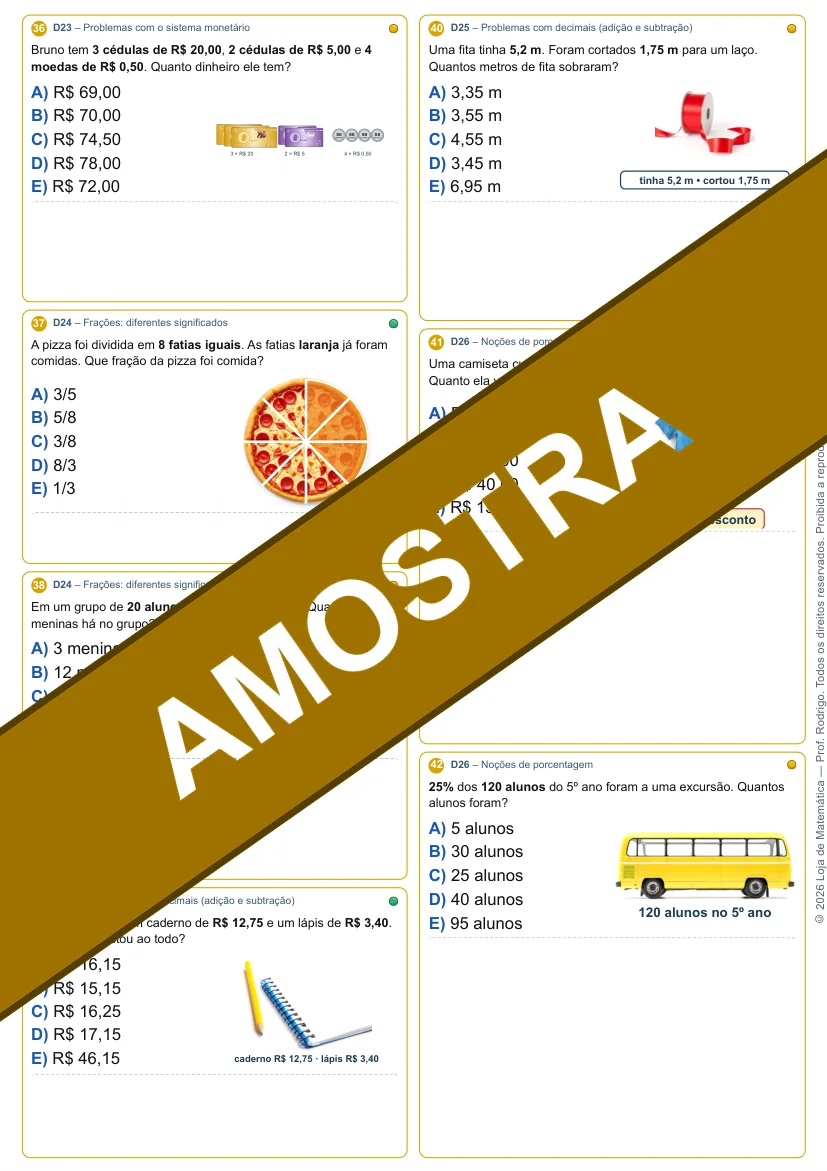 36 D23 – Problemas com o sistema monetário
Bruno tem 3 cédulas de R$ 20,00, 2 cédulas de R$ 5,00 e 4
moedas de R$ 0,50. Quanto dinheiro ele tem?
A) R$ 69,00
B) R$ 70,00
C) R$ 74,50
D) R$ 78,00
E) R$ 72,00
3 × R$ 20
2 × R$ 5
4 × R$ 0,50
37 D24 – Frações: diferentes significados
A pizza foi dividida em 8 fatias iguais. As fatias laranja já foram
comidas. Que fração da pizza foi comida?
A) 3/5
B) 5/8
C) 3/8
D) 8/3
E) 1/3
38 D24 – Frações: diferentes
Em um grupo de 20
meninas há no grupo?
A) 3
B) 12
C)
(adição e subtração)
caderno de R$ 12,75 e um lápis de R$ 3,40.
ao todo?
16,15
R$ 15,15
C) R$ 16,25
D) R$ 17,15
E) R$ 46,15
caderno R$ 12,75 · lápis R$ 3,40
40 D25 – Problemas com decimais (adição e subtração)
Uma fita tinha 5,2 m. Foram cortados 1,75 m para um laço.
Quantos metros de fita sobraram?
A) 3,35 m
B) 3,55 m
C) 4,55 m
D) 3,45 m
E) 6,95 m
tinha 5,2 m • cortou 1,75 m
41 D26 – Noções de
Uma camiseta
Quanto ela
A)
40
R$
42 D26 – Noções de porcentagem
25% dos 120 alunos do 5º ano foram a uma excursão. Quantos
alunos foram?
A) 5 alunos
B) 30 alunos
C) 25 alunos
D) 40 alunos
E) 95 alunos
120 alunos no 5º ano
AMOSTRA
© 2026 Loja de Matemática — Prof. Rodrigo. Todos os direitos reservados. Proibida a